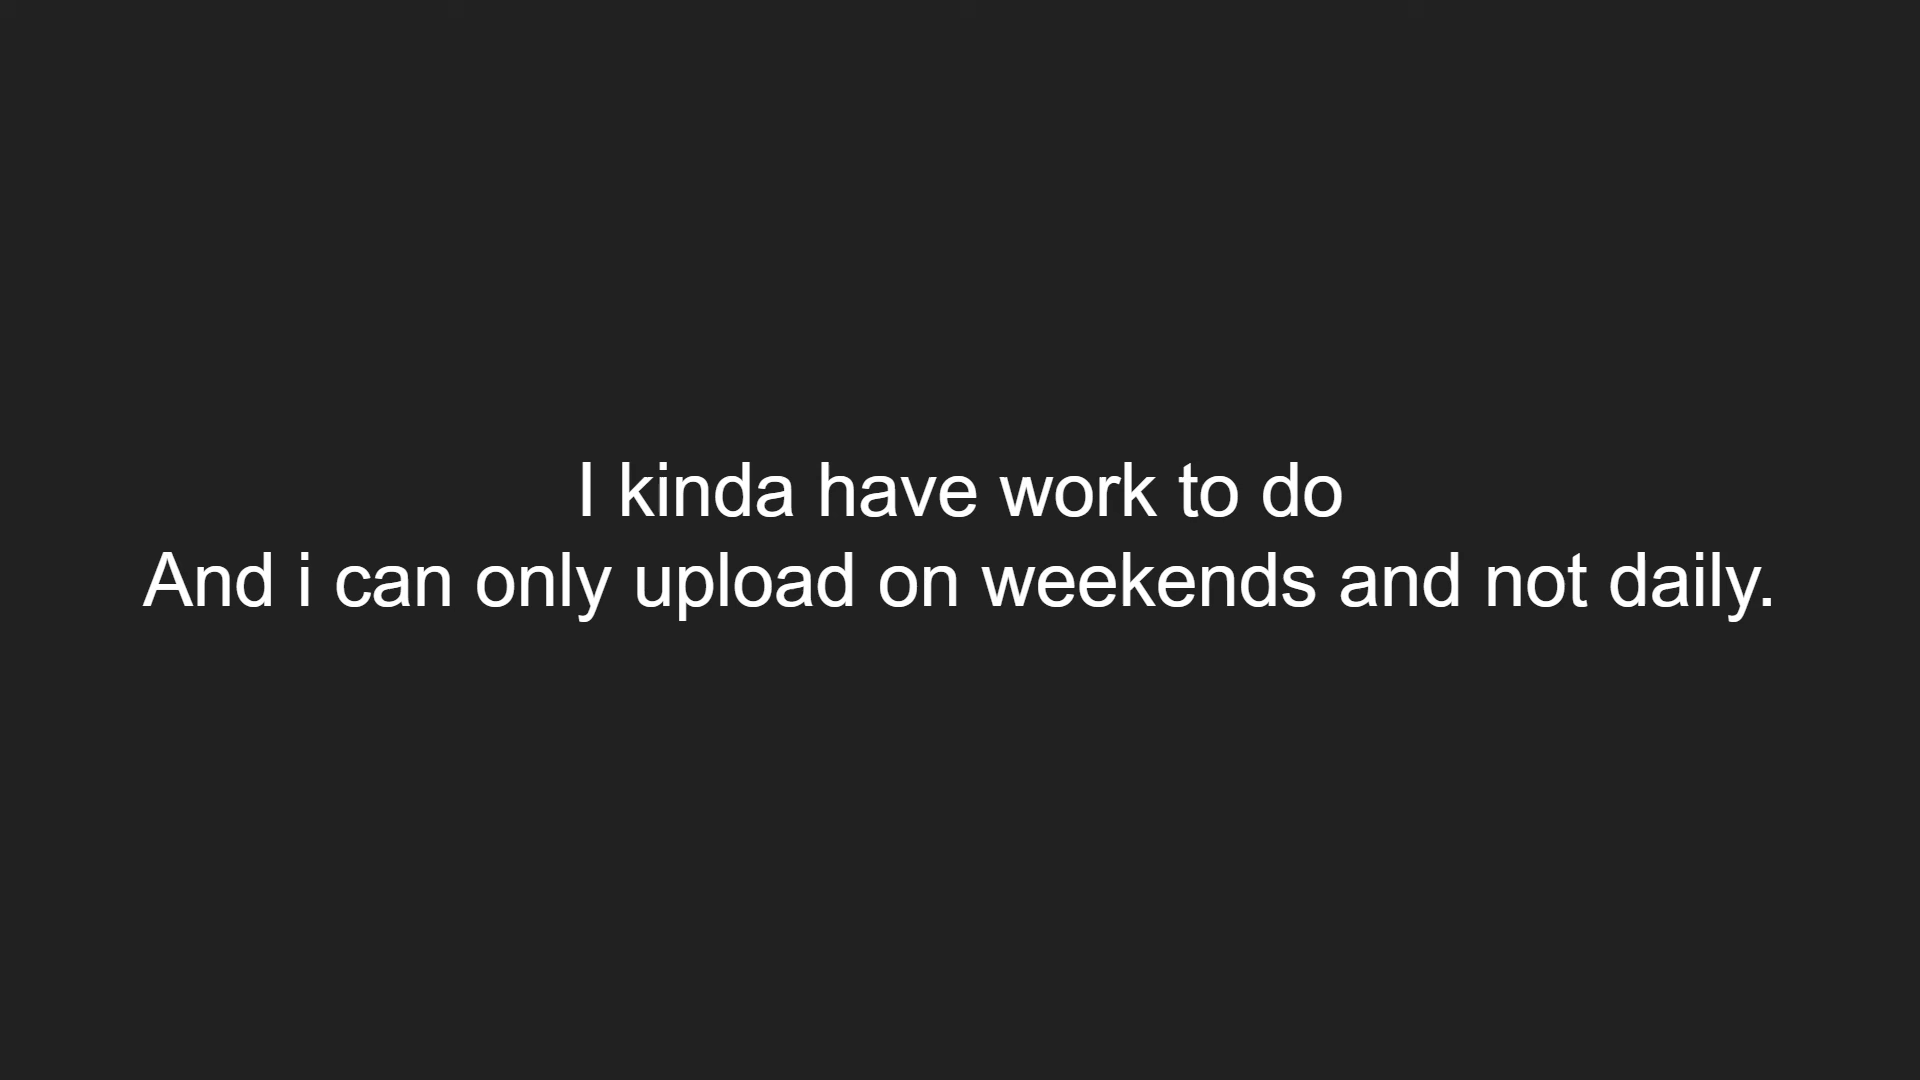 I kinda have work to do
And i can only upload on weekends and not daily.